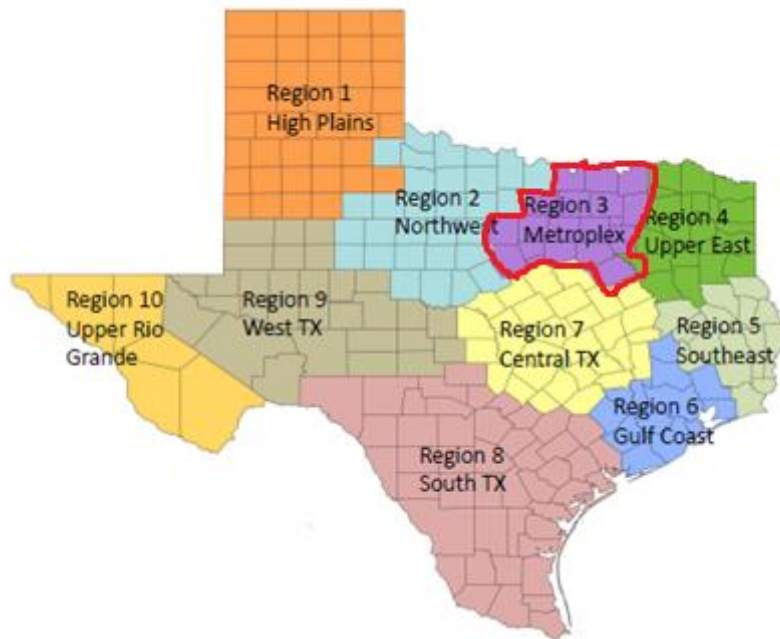 Region 1
High Plains
Region 2
Northwest
Region 3
Metroplex
Region 4
Upper East
Region 10
Upper Rio
Grande
Region 9
West TX
Region 7
Central TX
Region 5
Southeast
Region 6
Gulf Coast
Region 8
South TX